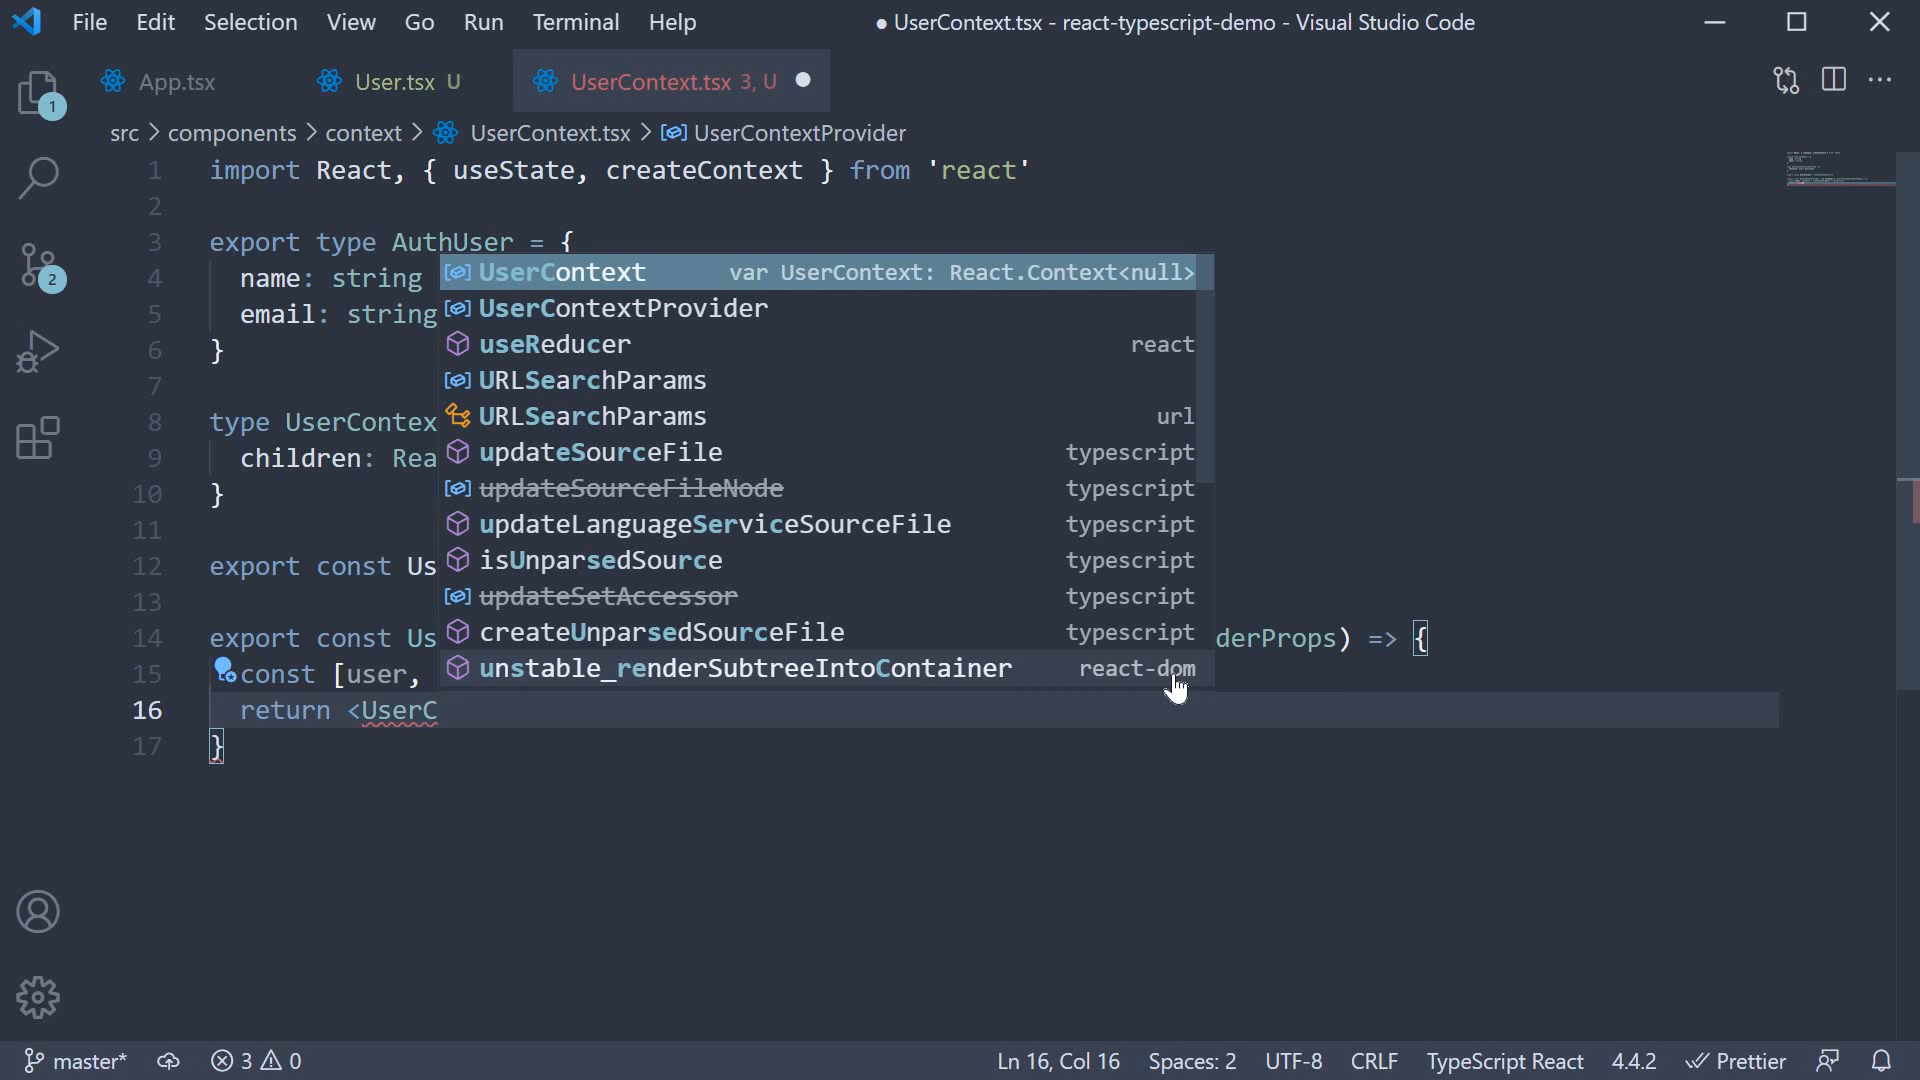 File Edit Selection View Go Run Terminal Help ● UserContext.tsx - react-typescript-demo - Visual Studio Code
App.tsx User.tsx U UserContext.tsx 3, U
src > components > context > UserContext.tsx > UserContextProvider
1 import React, { useState, createContext } from 'react'
2
3 export type AuthUser = {
4 name: string
5 email: string
6 }
7
8 type UserContex
9 children: Rea
10 }
11
12 export const Us
13
14 export const Us derProps) => {
15 const [user,
16 return <UserC
17 }
UserContext var UserContext: React.Context<null>
UserContextProvider
useReducer react
URLSearchParams
URLSearchParams url
updateSourceFile typescript
updateSourceFileNode typescript
updateLanguageServiceSourceFile typescript
isUnparsedSource typescript
updateSetAccessor typescript
createUnparsedSourceFile typescript
unstable_renderSubtreeIntoContainer react-dom
1
2
master* 3 0 Ln 16, Col 16 Spaces: 2 UTF-8 CRLF TypeScript React 4.4.2 Prettier